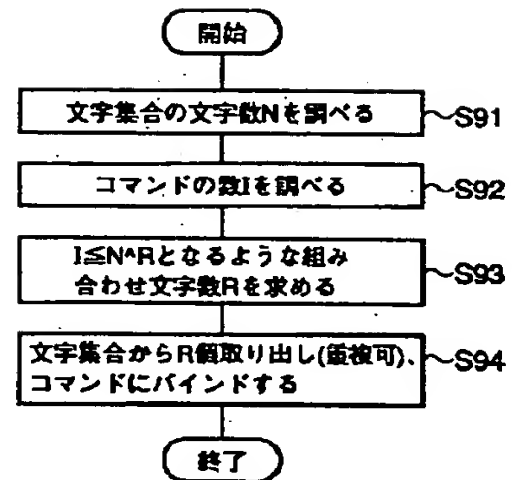 開始
文字集合の文字数Nを調べる
~S91
コマンドの数Iを調べる
~S92
I≦N^Rとなるような組み
合わせ文字数Rを求める
~S93
文字集合からR個取り出し(重複可)、
コマンドにバインドする
~S94
終了